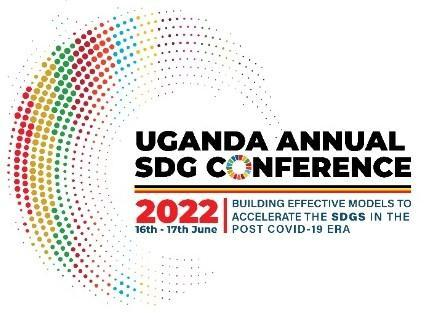 UGANDA ANNUAL
SDG CONFERENCE
2022
16th - 17th June
BUILDING EFFECTIVE MODELS TO
ACCELERATE THE SDGS IN THE
POST COVID-19 ERA